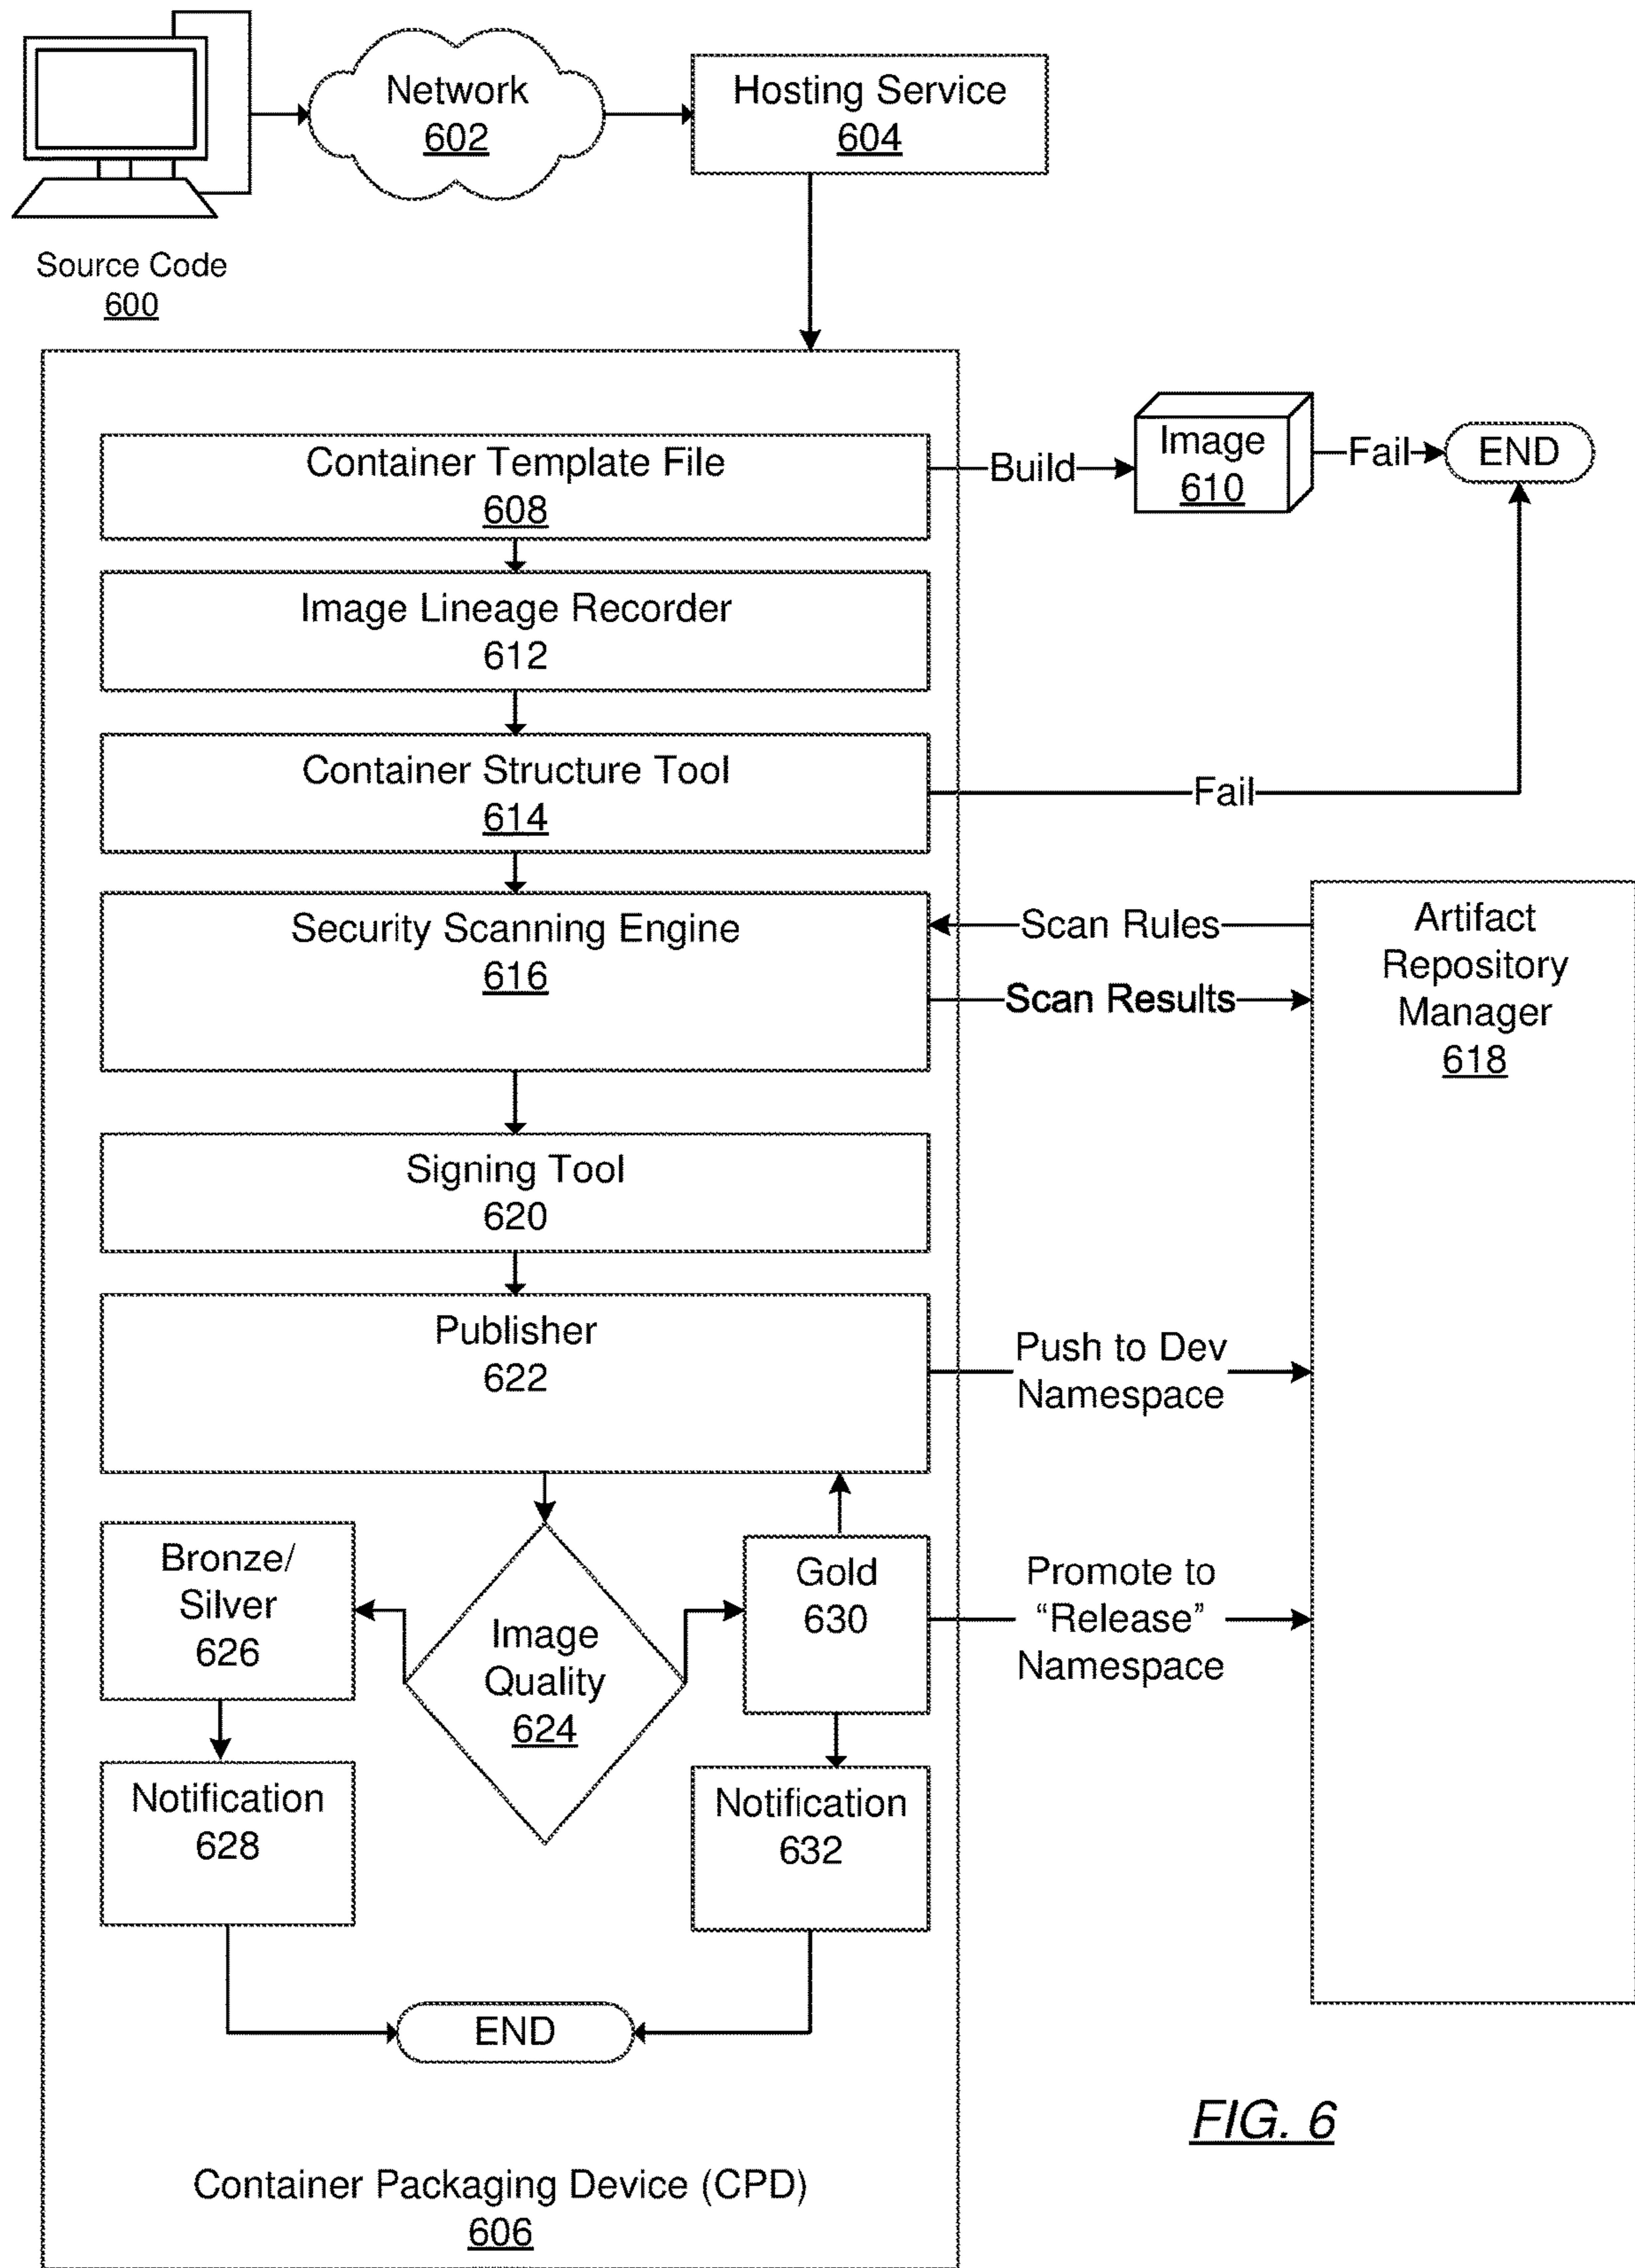 Network
602
Hosting Service
604
Source Code
600
Container Template File
608
Build
Image
610
Fail
END
Image Lineage Recorder
612
Container Structure Tool
614
Fail
Security Scanning Engine
616
Scan Rules
Scan Results
Artifact
Repository
Manager
618
Signing Tool
620
Publisher
622
Push to Dev
Namespace
Bronze/
Silver
626
Image
Quality
624
Gold
630
Promote to
“Release”
Namespace
Notification
628
Notification
632
END
FIG. 6
Container Packaging Device (CPD)
606